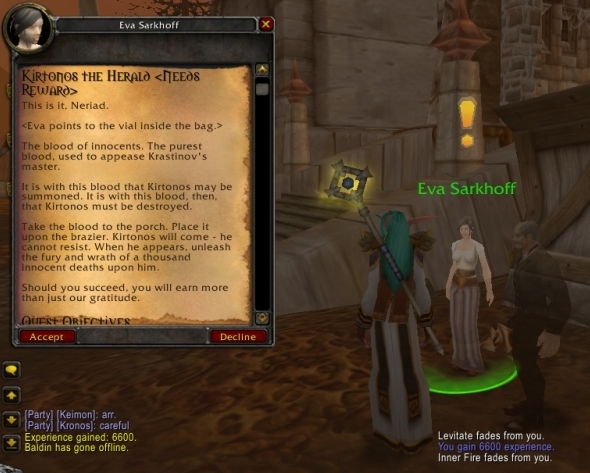 Eva Sarkhoff
Kirtonos the Herald <Needs
Reward>
This is it, Neriad.
<Eva points to the vial inside the bag.>
The blood of innocents. The purest
blood, used to appease Krastinov's
master.
It is with this blood that Kirtonos may be
summoned. It is with this blood, then,
that Kirtonos must be destroyed.
Take the blood to the porch. Place it
upon the brazier. Kirtonos will come - he
cannot resist. When he appears, unleash
the fury and wrath of a thousand
innocent deaths upon him.
Should you succeed, you will earn more
than just our gratitude.
Quest Objectives
Accept
Decline
Eva Sarkhoff
[Party] [Keimon]: arr.
[Party] [Kronos]: careful
Experience gained: 6600.
Baldin has gone offline.
Levitate fades from you.
You gain 6600 experience.
Inner Fire fades from you.